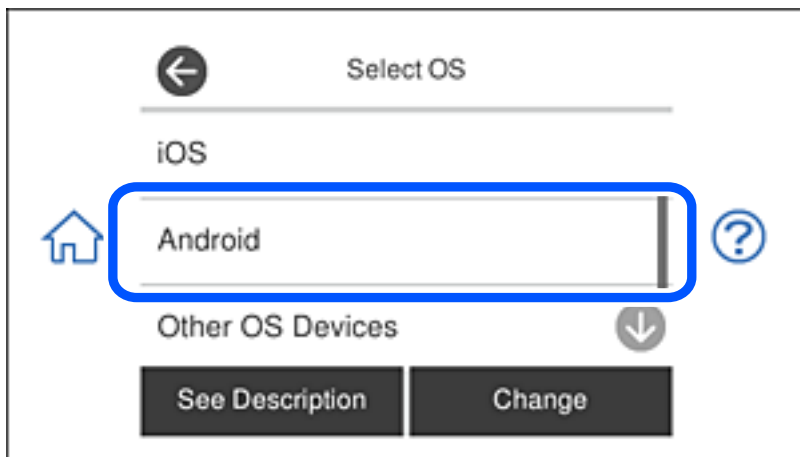 Select OS
iOS
Android
Other OS Devices
See Description
Change